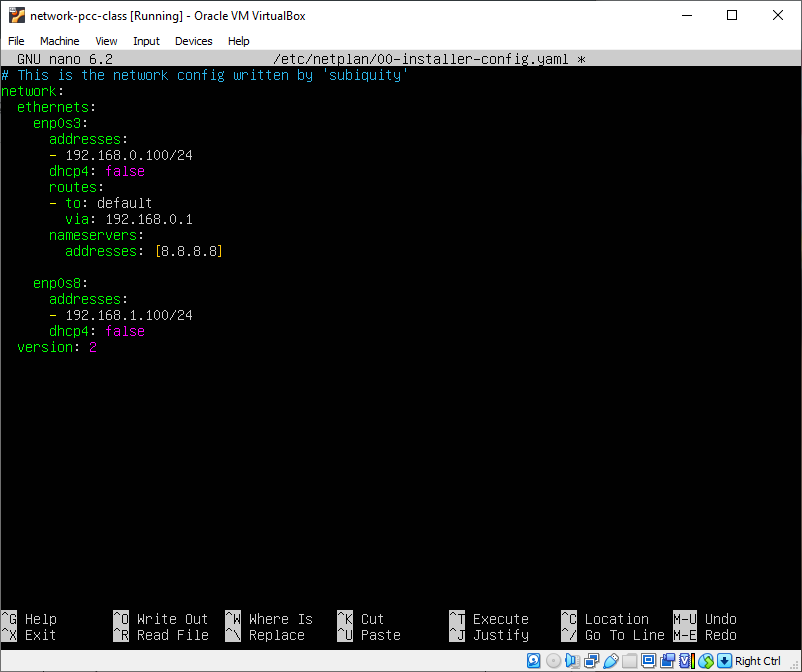 network-pcc-class [Running] - Oracle VM VirtualBox
File Machine View Input Devices Help
GNU nano 6.2 /etc/netplan/00-installer-config.yaml *
# This is the network config written by 'subiquity'
network:
  ethernets:
    enp0s3:
      addresses:
      - 192.168.0.100/24
      dhcp4: false
      routes:
      - to: default
        via: 192.168.0.1
      nameservers:
        addresses: [8.8.8.8]
    enp0s8:
      addresses:
      - 192.168.1.100/24
      dhcp4: false
  version: 2
^G Help ^O Write Out ^W Where Is ^K Cut ^T Execute ^C Location M-U Undo
^X Exit ^R Read File ^\ Replace ^U Paste ^J Justify ^/ Go To Line M-E Redo
Right Ctrl